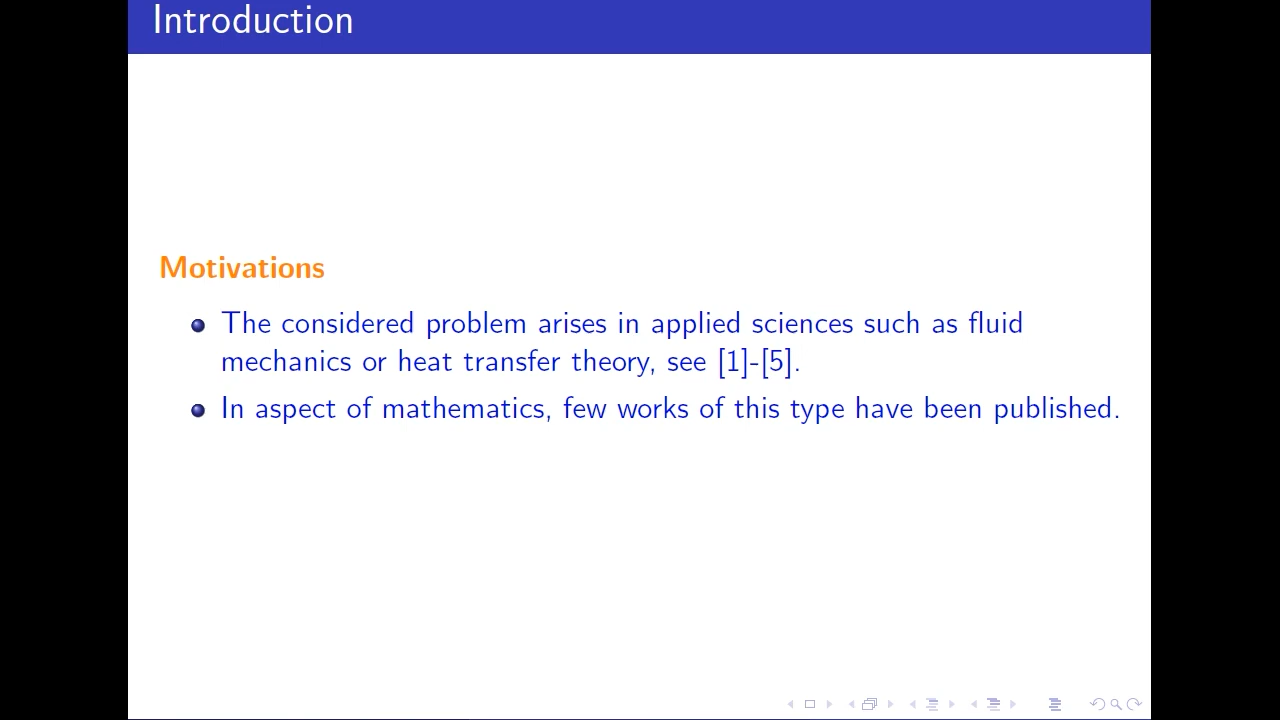 Introduction
Motivations
The considered problem arises in applied sciences such as fluid
mechanics or heat transfer theory, see [1]-[5].
In aspect of mathematics, few works of this type have been published.